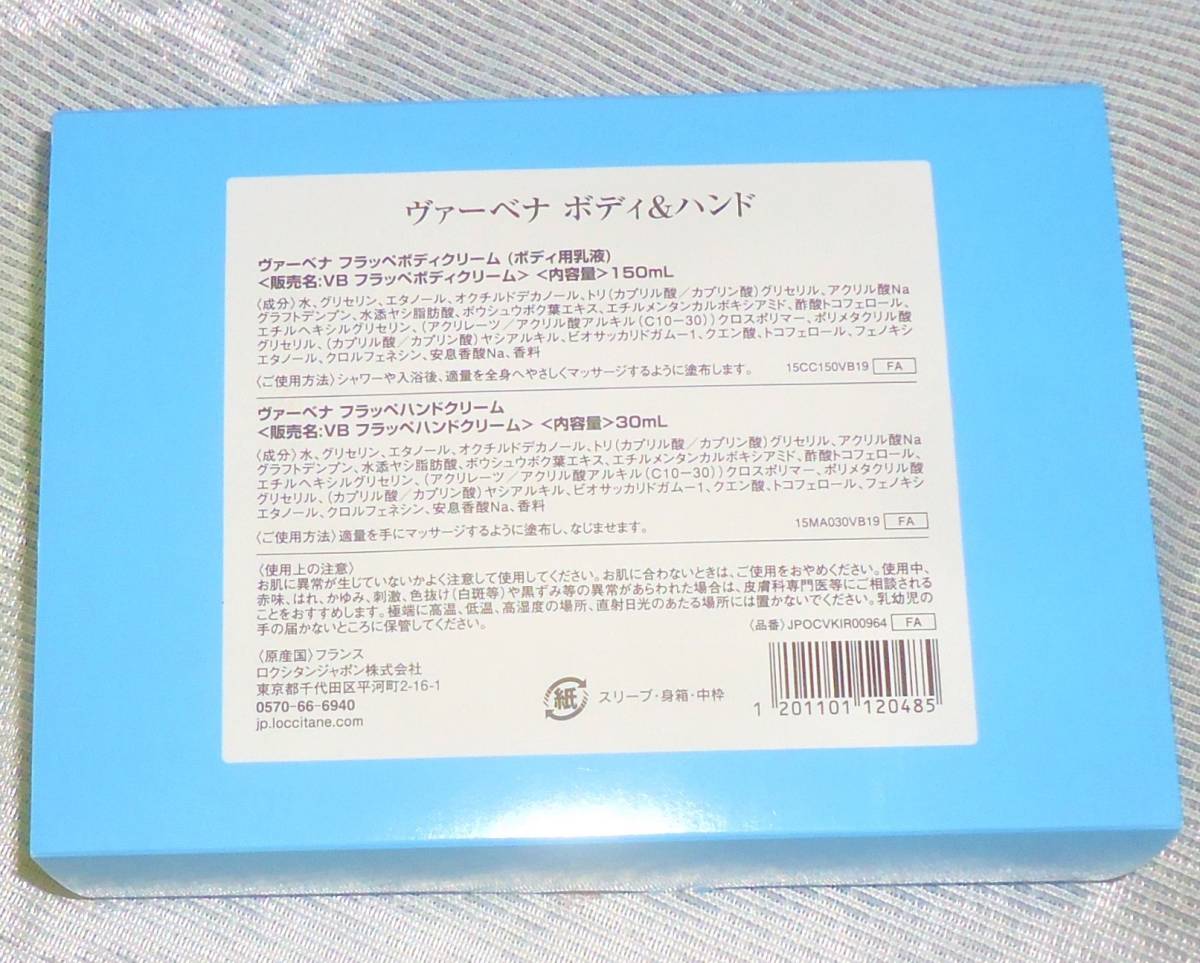 ヴァーベナ ボディ&ハンド
ヴァーベナ フラッペボディクリーム (ボディ用乳液)
<販売名:VB フラッペボディクリーム> <内容量>150mL
〈成分〉水、グリセリン、エタノール、オクチルドデカノール、トリ(カプリル酸／カプリン酸)グリセリル、アクリル酸Na
グラフトデンプン、水添ヤシ脂肪酸、ボウシュウボク葉エキス、エチルメンタンカルボキシアミド、酢酸トコフェロール、
エチルヘキシルグリセリン、(アクリレーツ／アクリル酸アルキル(C10-30))クロスポリマー、ポリメタクリル酸
グリセリル、(カプリル酸／カプリン酸)ヤシアルキル、ビオサッカリドガム-1、クエン酸、トコフェロール、フェノキシ
エタノール、クロルフェネシン、安息香酸Na、香料
〈ご使用方法〉シャワーや入浴後、適量を全身へやさしくマッサージするように塗布します。 15CC150VB19 FA
ヴァーベナ フラッペハンドクリーム
<販売名:VB フラッペハンドクリーム> <内容量>30mL
〈成分〉水、グリセリン、エタノール、オクチルドデカノール、トリ(カプリル酸／カプリン酸)グリセリル、アクリル酸Na
グラフトデンプン、水添ヤシ脂肪酸、ボウシュウボク葉エキス、エチルメンタンカルボキシアミド、酢酸トコフェロール、
エチルヘキシルグリセリン、(アクリレーツ／アクリル酸アルキル(C10-30))クロスポリマー、ポリメタクリル酸
グリセリル、(カプリル酸／カプリン酸)ヤシアルキル、ビオサッカリドガム-1、クエン酸、トコフェロール、フェノキシ
エタノール、クロルフェネシン、安息香酸Na、香料
〈ご使用方法〉適量を手にマッサージするように塗布し、なじませます。 15MA030VB19 FA
〈使用上の注意〉
お肌に異常が生じていないかよく注意して使用してください。お肌に合わないときは、ご使用をおやめください。使用中、
赤味、はれ、かゆみ、刺激、色抜け(白斑等)や黒ずみ等の異常があらわれた場合は、皮膚科専門医等にご相談される
ことをおすすめします。極端に高温、低温、高湿度の場所、直射日光のあたる場所には置かないでください。乳幼児の
手の届かないところに保管してください。 〈品番〉JPOCVKIR00964 FA
〈原産国〉フランス
ロクシタンジャポン株式会社
東京都千代田区平河町2-16-1
0570-66-6940
jp.loccitane.com
紙 スリーブ・身箱・中枠
1 201101 120485